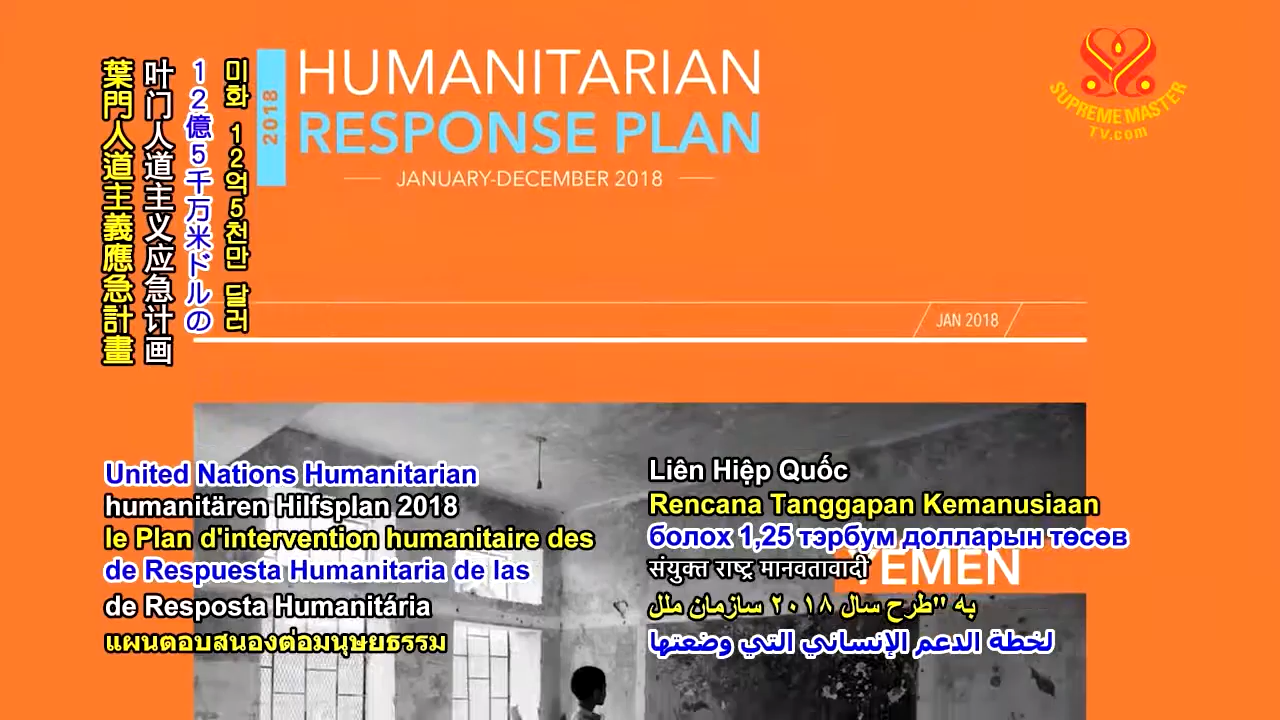 葉門人道主義應急計畫
叶门人道主义应急计画
12億5千万米ドルの
미화 12억5천만 달러
2018
HUMANITARIAN
RESPONSE PLAN
JANUARY-DECEMBER 2018
SUPREME MASTER
TV.com
JAN 2018
YEMEN
United Nations Humanitarian
humanitären Hilfsplan 2018
le Plan d'intervention humanitaire des
de Respuesta Humanitaria de las
de Resposta Humanitária
แผนตอบสนองต่อมนุษยธรรม
Liên Hiệp Quốc
Rencana Tanggapan Kemanusiaan
болох 1,25 тэрбум долларын төсөв
संयुक्त राष्ट्र मानवतावादी
به "طرح سال ۲۰۱۸ سازمان ملل
لخطة الدعم الإنساني التي وضعتها